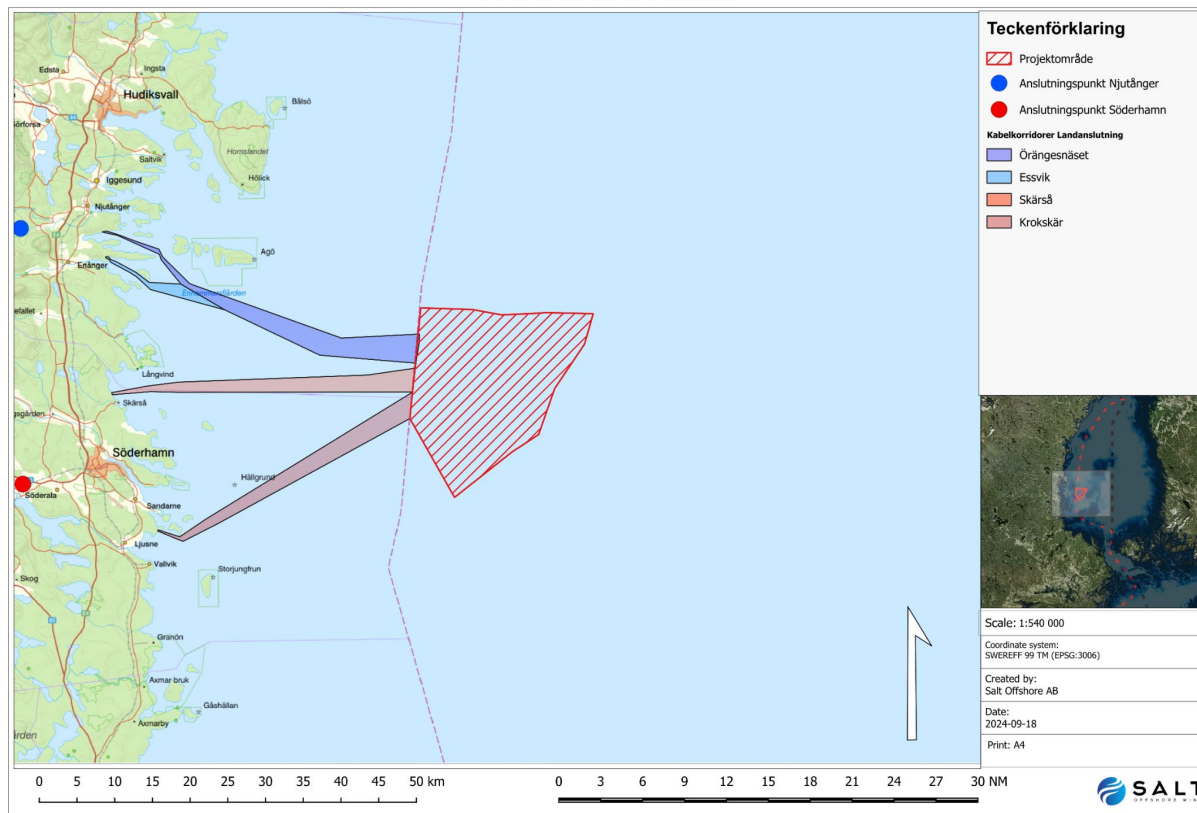 Edsta
Ingsta
Hudiksvall
Bålsö
Hornslandet
Saltvik
Hölick
Iggesund
Njutånger
Agö
Enånger
Långvind
Skärså
Söderhamn
Hällgrund
Söderala
Sandarne
Ljusne
Vallvik
Storjungfrun
Skog
Granön
Axmar bruk
Gåshällan
Axmarby
0 5 10 15 20 25 30 35 40 45 50 km
0 3 6 9 12 15 18 21 24 27 30 NM
Teckenförklaring
Projektområde
Anslutningspunkt Njutånger
Anslutningspunkt Söderhamn
Kabelkorridorer Landanslutning
Örängesnäset
Essvik
Skärså
Krokskär
Scale: 1:540 000
Coordinate system:
SWEREFF 99 TM (EPSG:3006)
Created by:
Salt Offshore AB
Date:
2024-09-18
Print: A4
SALT